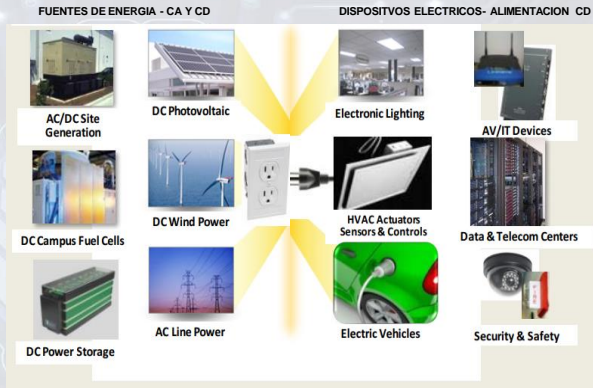 FUENTES DE ENERGIA - CA Y CD
DISPOSITVOS ELECTRICOS- ALIMENTACION CD
AC/DC Site
Generation
DC Photovoltaic
Electronic Lighting
AV/IT Devices
DC Campus Fuel Cells
DC Wind Power
HVAC Actuators
Sensors & Controls
Data & Telecom Centers
DC Power Storage
AC Line Power
Electric Vehicles
Security & Safety
FIRE